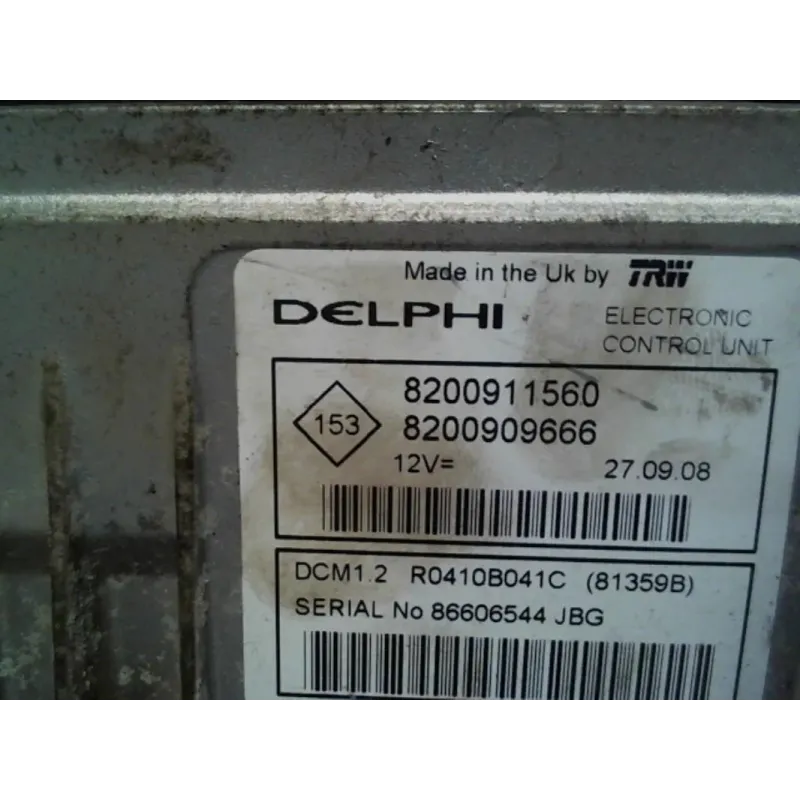 Made in the Uk by TRW
DELPHI
ELECTRONIC
CONTROL UNIT
153
8200911560
8200909666
12V=
27.09.08
DCM1.2 R0410B041C (81359B)
SERIAL No 86606544 JBG